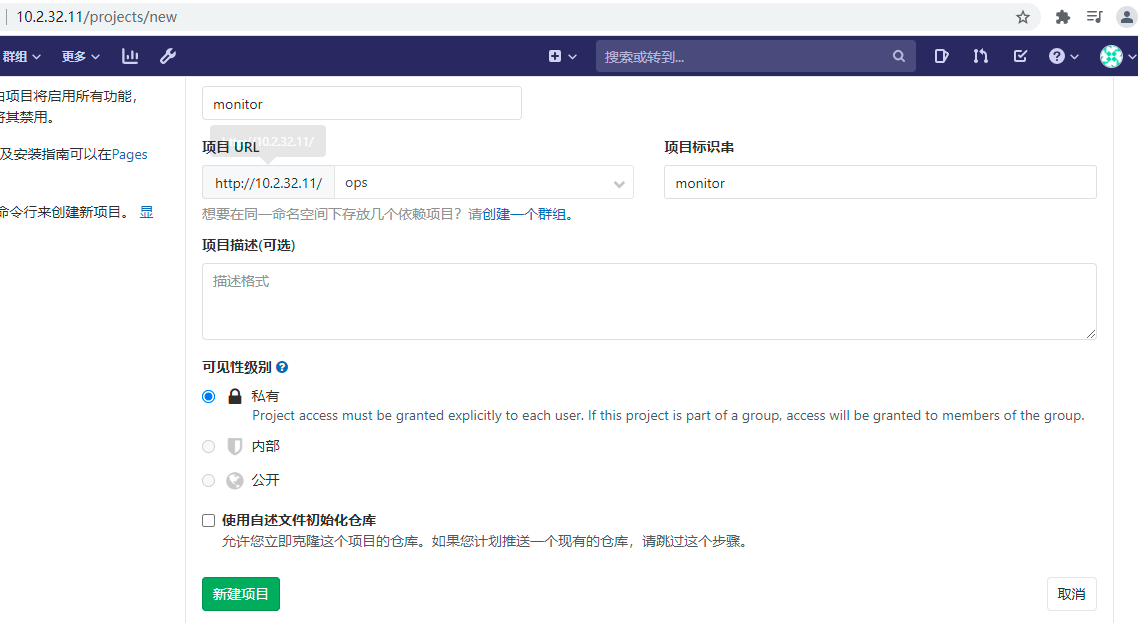 10.2.32.11/projects/new
群组 更多 搜索或转到...
由项目将启用所有功能，
将其禁用。
及安装指南可以在Pages
命令行来创建新项目。 显
monitor
http://10.2.32.11/
项目 URL 项目标识串
http://10.2.32.11/ ops monitor
想要在同一命名空间下存放几个依赖项目？请创建一个群组。
项目描述(可选)
描述格式
可见性级别
私有
Project access must be granted explicitly to each user. If this project is part of a group, access will be granted to members of the group.
内部
公开
使用自述文件初始化仓库
允许您立即克隆这个项目的仓库。如果您计划推送一个现有的仓库，请跳过这个步骤。
新建项目 取消